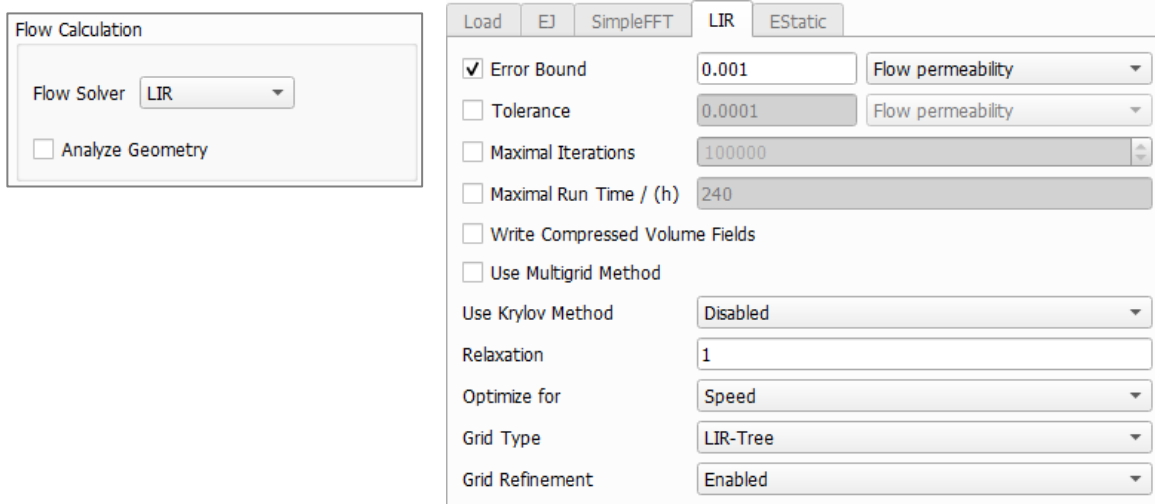 Flow Calculation
Flow Solver LIR
Analyze Geometry
Load EJ SimpleFFT LIR EStatic
Error Bound 0.001 Flow permeability
Tolerance 0.0001 Flow permeability
Maximal Iterations 100000
Maximal Run Time / (h) 240
Write Compressed Volume Fields
Use Multigrid Method
Use Krylov Method Disabled
Relaxation 1
Optimize for Speed
Grid Type LIR-Tree
Grid Refinement Enabled